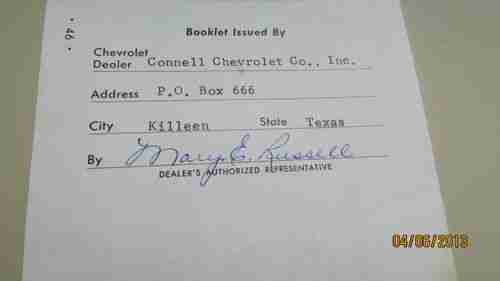 • 46 •
Booklet Issued By
Chevrolet
Dealer Connell Chevrolet Co., Inc.
Address P.O. Box 666
City Killeen State Texas
By Mary E. Russell
DEALER'S AUTHORIZED REPRESENTATIVE
04/06/2013